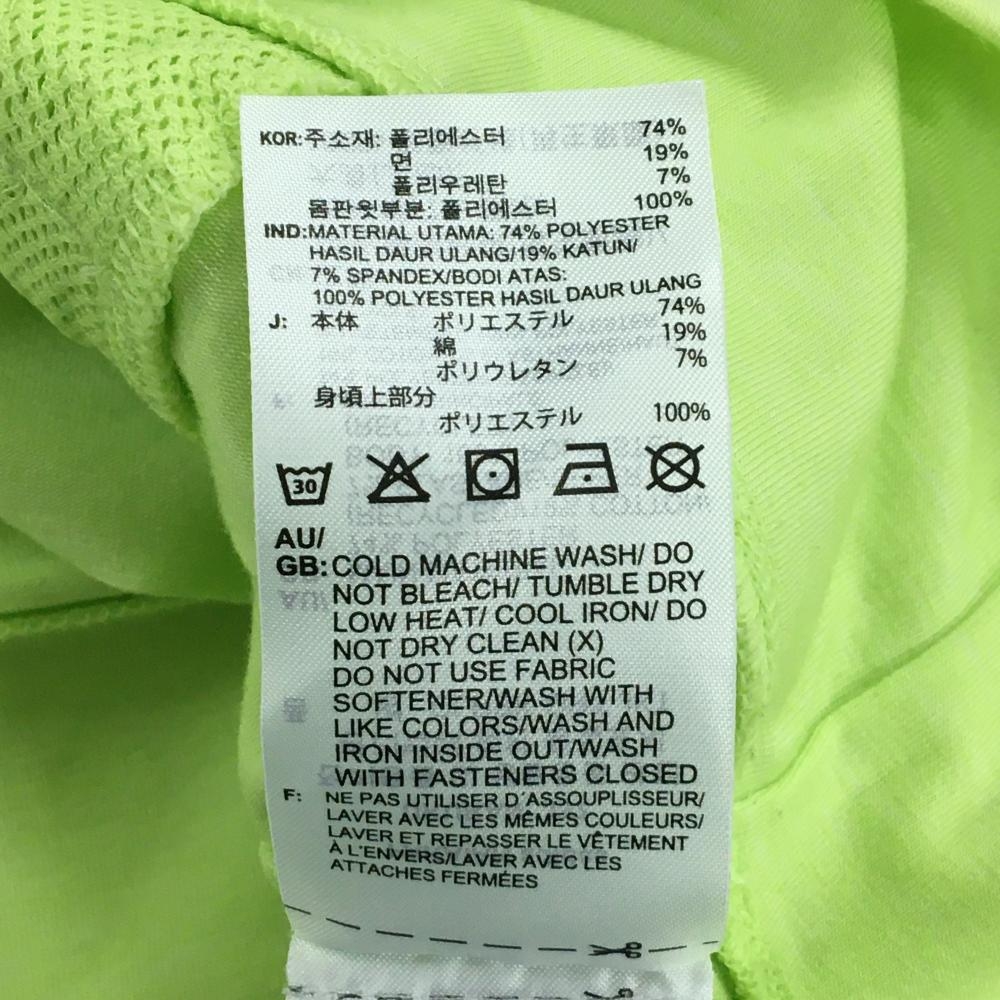 KOR:주소재: 폴리에스터 74%
면 19%
폴리우레탄 7%
몸판윗부분: 폴리에스터 100%
IND:MATERIAL UTAMA: 74% POLYESTER
HASIL DAUR ULANG/19% KATUN/
7% SPANDEX/BODI ATAS:
100% POLYESTER HASIL DAUR ULANG
J: 本体 ポリエステル 74%
綿 19%
ポリウレタン 7%
身頃上部分
ポリエステル 100%
30
AU/
GB:COLD MACHINE WASH/ DO
NOT BLEACH/ TUMBLE DRY
LOW HEAT/ COOL IRON/ DO
NOT DRY CLEAN (X)
DO NOT USE FABRIC
SOFTENER/WASH WITH
LIKE COLORS/WASH AND
IRON INSIDE OUT/WASH
WITH FASTENERS CLOSED
F: NE PAS UTILISER D´ASSOUPLISSEUR/
LAVER AVEC LES MÊMES COULEURS/
LAVER ET REPASSER LE VÊTEMENT
À L'ENVERS/LAVER AVEC LES
ATTACHES FERMÉES